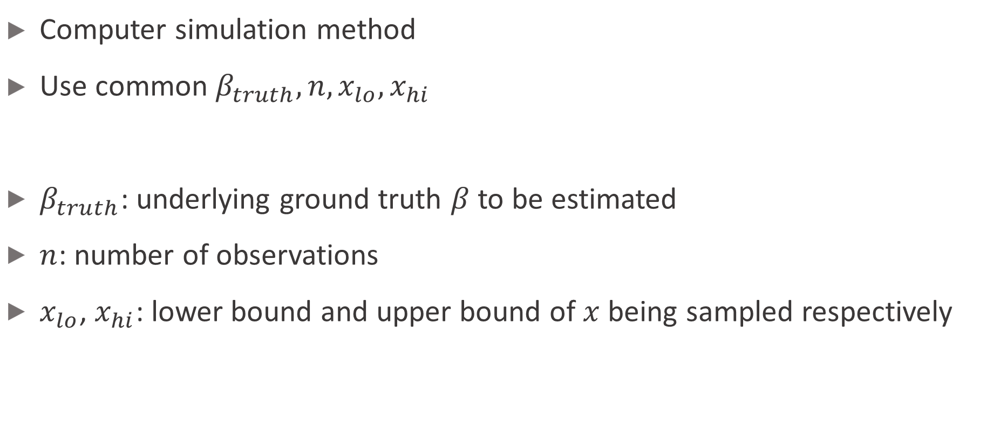 ▶ Computer simulation method
▶ Use common $\beta_{truth}, n, x_{lo}, x_{hi}$
▶ $\beta_{truth}$: underlying ground truth $\beta$ to be estimated
▶ $n$: number of observations
▶ $x_{lo}, x_{hi}$: lower bound and upper bound of $x$ being sampled respectively